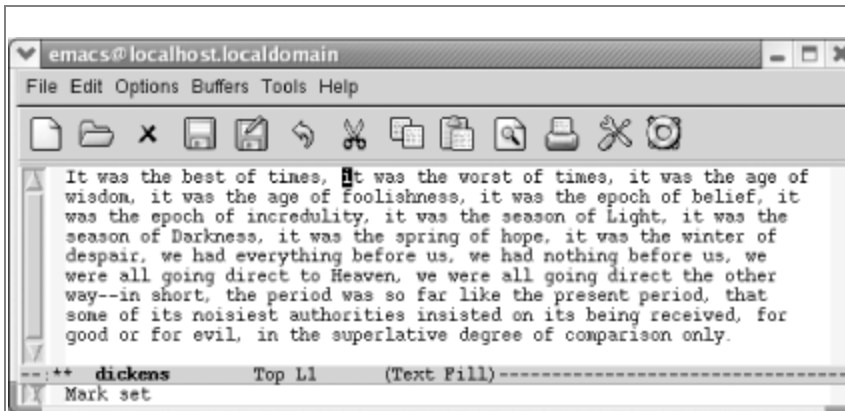 emacs@localhost.localdomain
File Edit Options Buffers Tools Help
It was the best of times, it was the worst of times, it was the age of
wisdom, it was the age of foolishness, it was the epoch of belief, it
was the epoch of incredulity, it was the season of Light, it was the
season of Darkness, it was the spring of hope, it was the winter of
despair, we had everything before us, we had nothing before us, we
were all going direct to Heaven, we were all going direct the other
way--in short, the period was so far like the present period, that
some of its noisiest authorities insisted on its being received, for
good or for evil, in the superlative degree of comparison only.
--:** dickens Top L1 (Text Fill)--------------------------------
Mark set